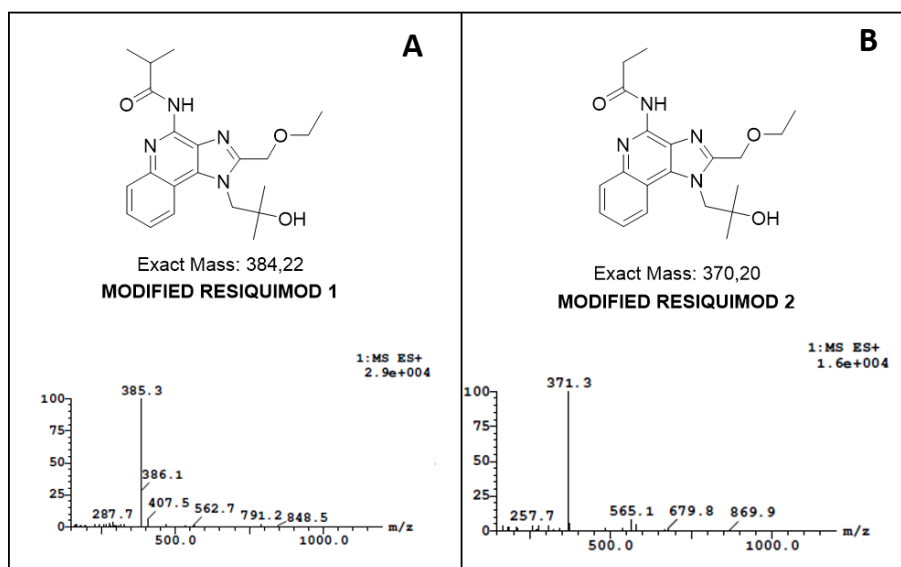 A
O
NH
N
N
O
N
OH
Exact Mass: 384,22
MODIFIED RESIQUIMOD 1
1:MS ES+
2.9e+004
100
75
50
25
0
385.3
386.1
407.5
287.7
562.7
791.2
848.5
m/z
500.0
1000.0
B
O
NH
N
N
O
N
OH
Exact Mass: 370,20
MODIFIED RESIQUIMOD 2
1:MS ES+
1.6e+004
100
75
50
25
0
371.3
257.7
565.1
679.8
869.9
m/z
500.0
1000.0